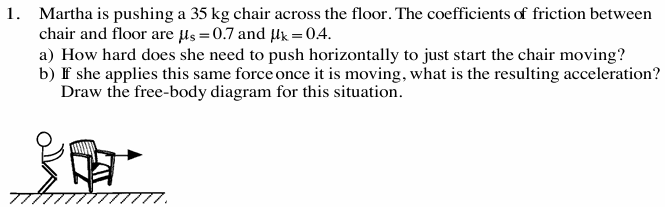 1. Martha is pushing a 35 kg chair across the floor. The coefficients of friction between
chair and floor are μs = 0.7 and μk = 0.4.
a) How hard does she need to push horizontally to just start the chair moving?
b) If she applies this same force once it is moving, what is the resulting acceleration?
Draw the free-body diagram for this situation.